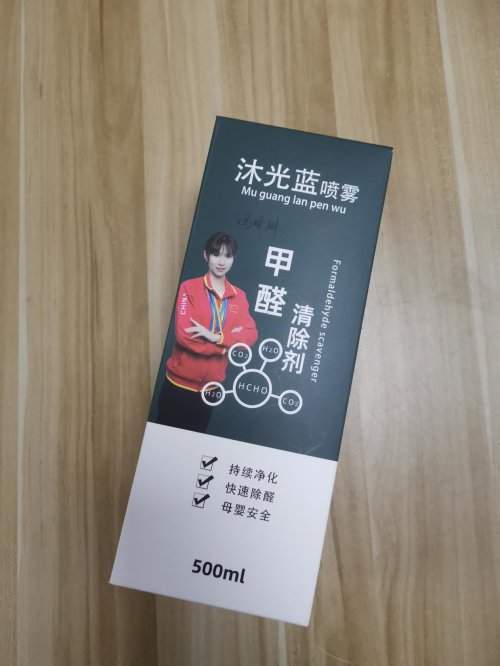 沐光蓝喷雾
Mu guang lan pen wu
甲醛
清除剂
Formaldehyde scavenger
CHINA
CO2
H2O
HCHO
H2O
CO2
持续净化
快速除醛
母婴安全
500ml